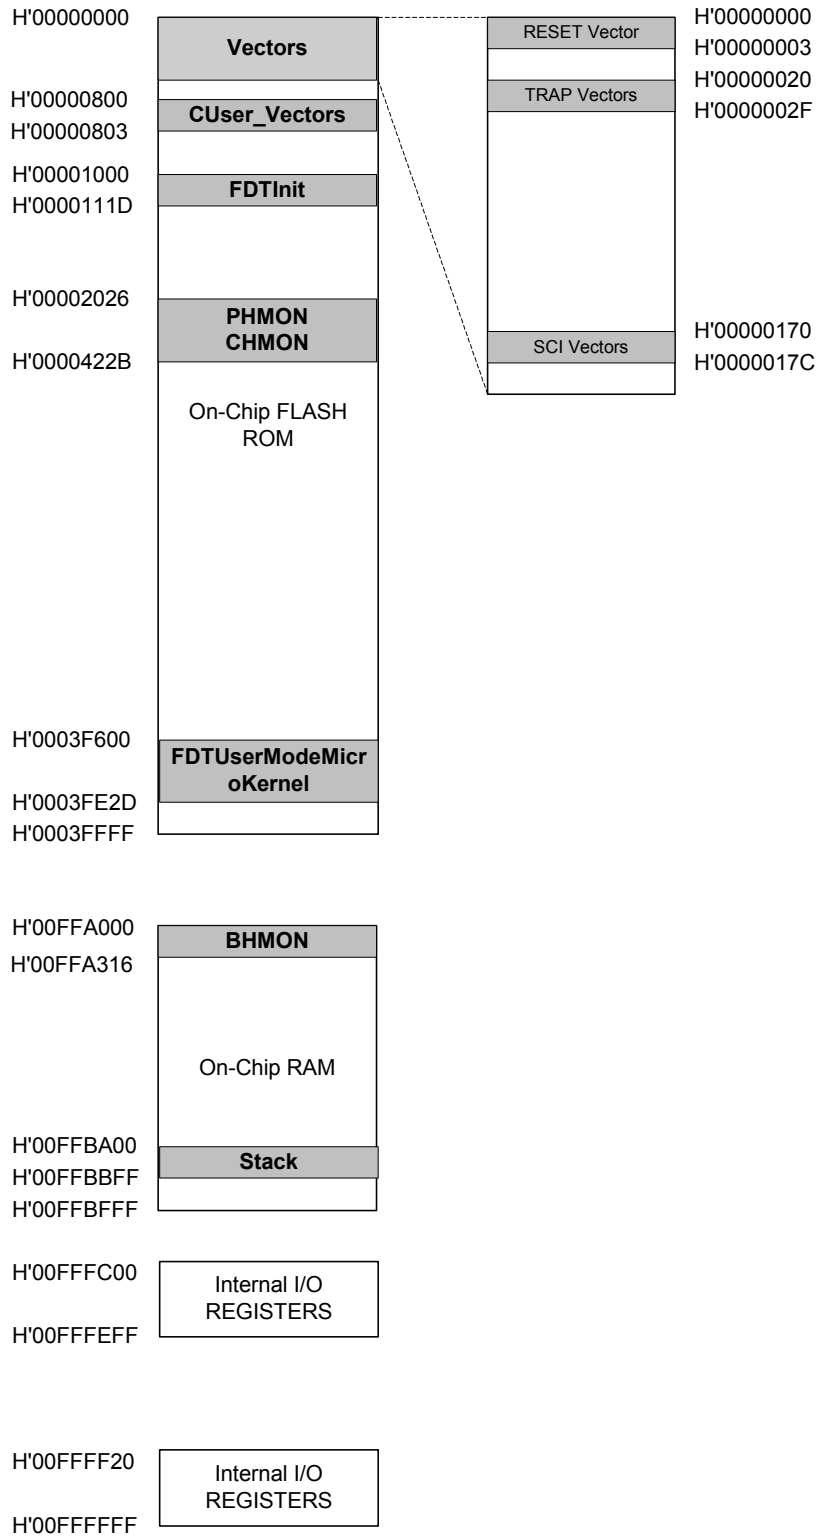 H'00000000
Vectors
H'00000800
CUser_Vectors
H'00000803
H'00001000
FDTInit
H'0000111D
H'00002026
PHMON
CHMON
H'0000422B
On-Chip FLASH
ROM
H'0003F600
FDTUserModeMicr
oKernel
H'0003FE2D
H'0003FFFF
H'00FFA000
BHMON
H'00FFA316
On-Chip RAM
H'00FFBA00
Stack
H'00FFBBFF
H'00FFBFFF
H'00FFFC00
Internal I/O
REGISTERS
H'00FFFEFF
H'00FFFF20
Internal I/O
REGISTERS
H'00FFFFFF
H'00000000
RESET Vector
H'00000003
H'00000020
TRAP Vectors
H'0000002F
H'00000170
SCI Vectors
H'0000017C